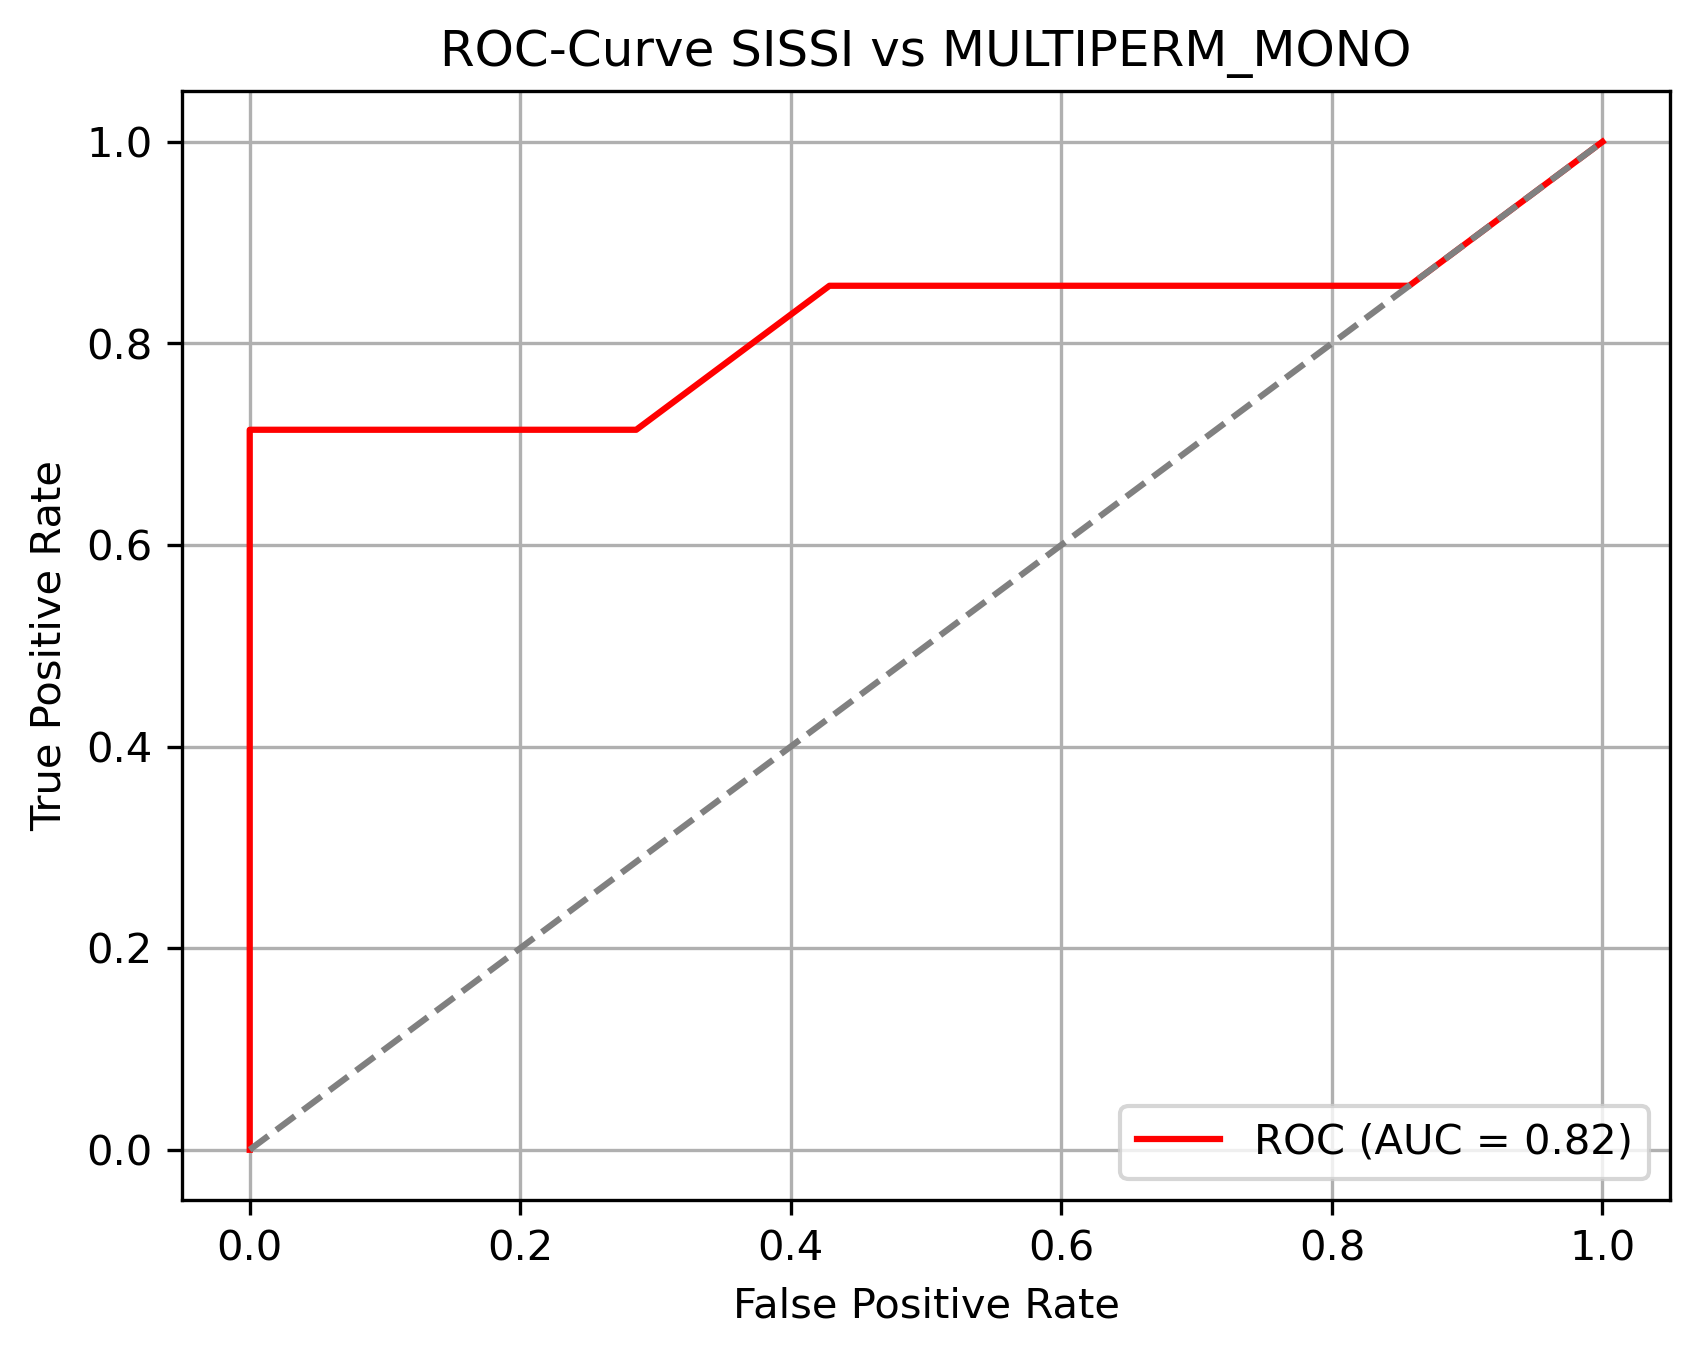 ROC-Curve SISSI vs MULTIPERM_MONO
1.0
0.8
0.6
0.4
0.2
0.0
True Positive Rate
ROC (AUC = 0.82)
0.0 0.2 0.4 0.6 0.8 1.0
False Positive Rate